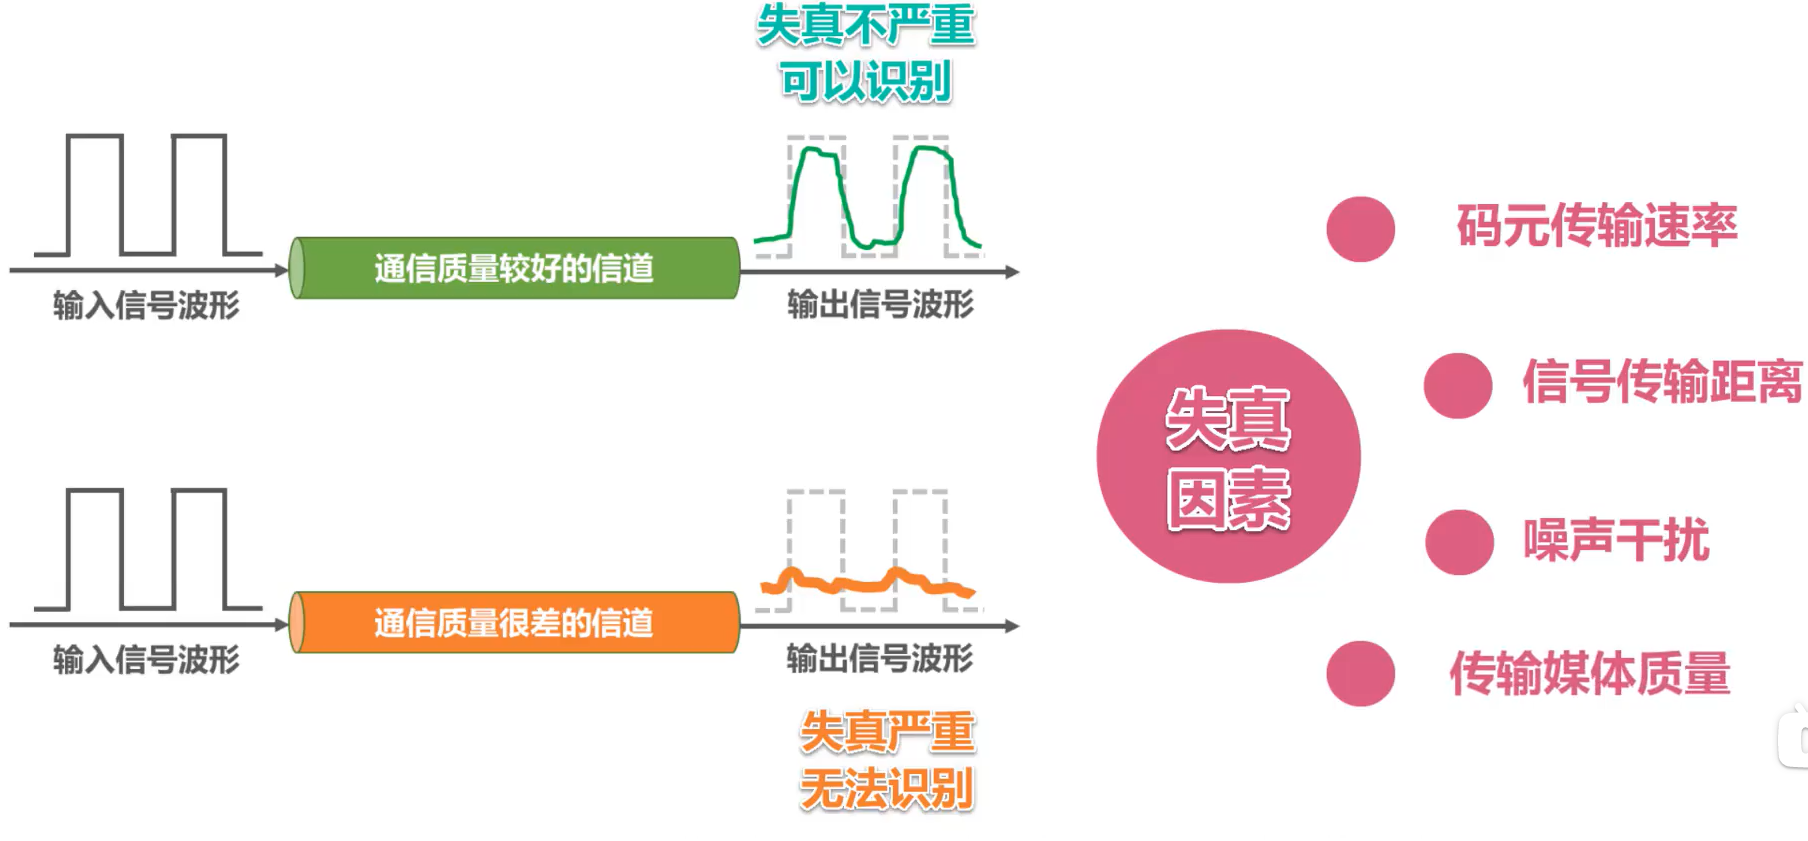 失真不严重
可以识别
通信质量较好的信道
输入信号波形
输出信号波形
通信质量很差的信道
输入信号波形
输出信号波形
失真严重
无法识别
失真
因素
码元传输速率
信号传输距离
噪声干扰
传输媒体质量